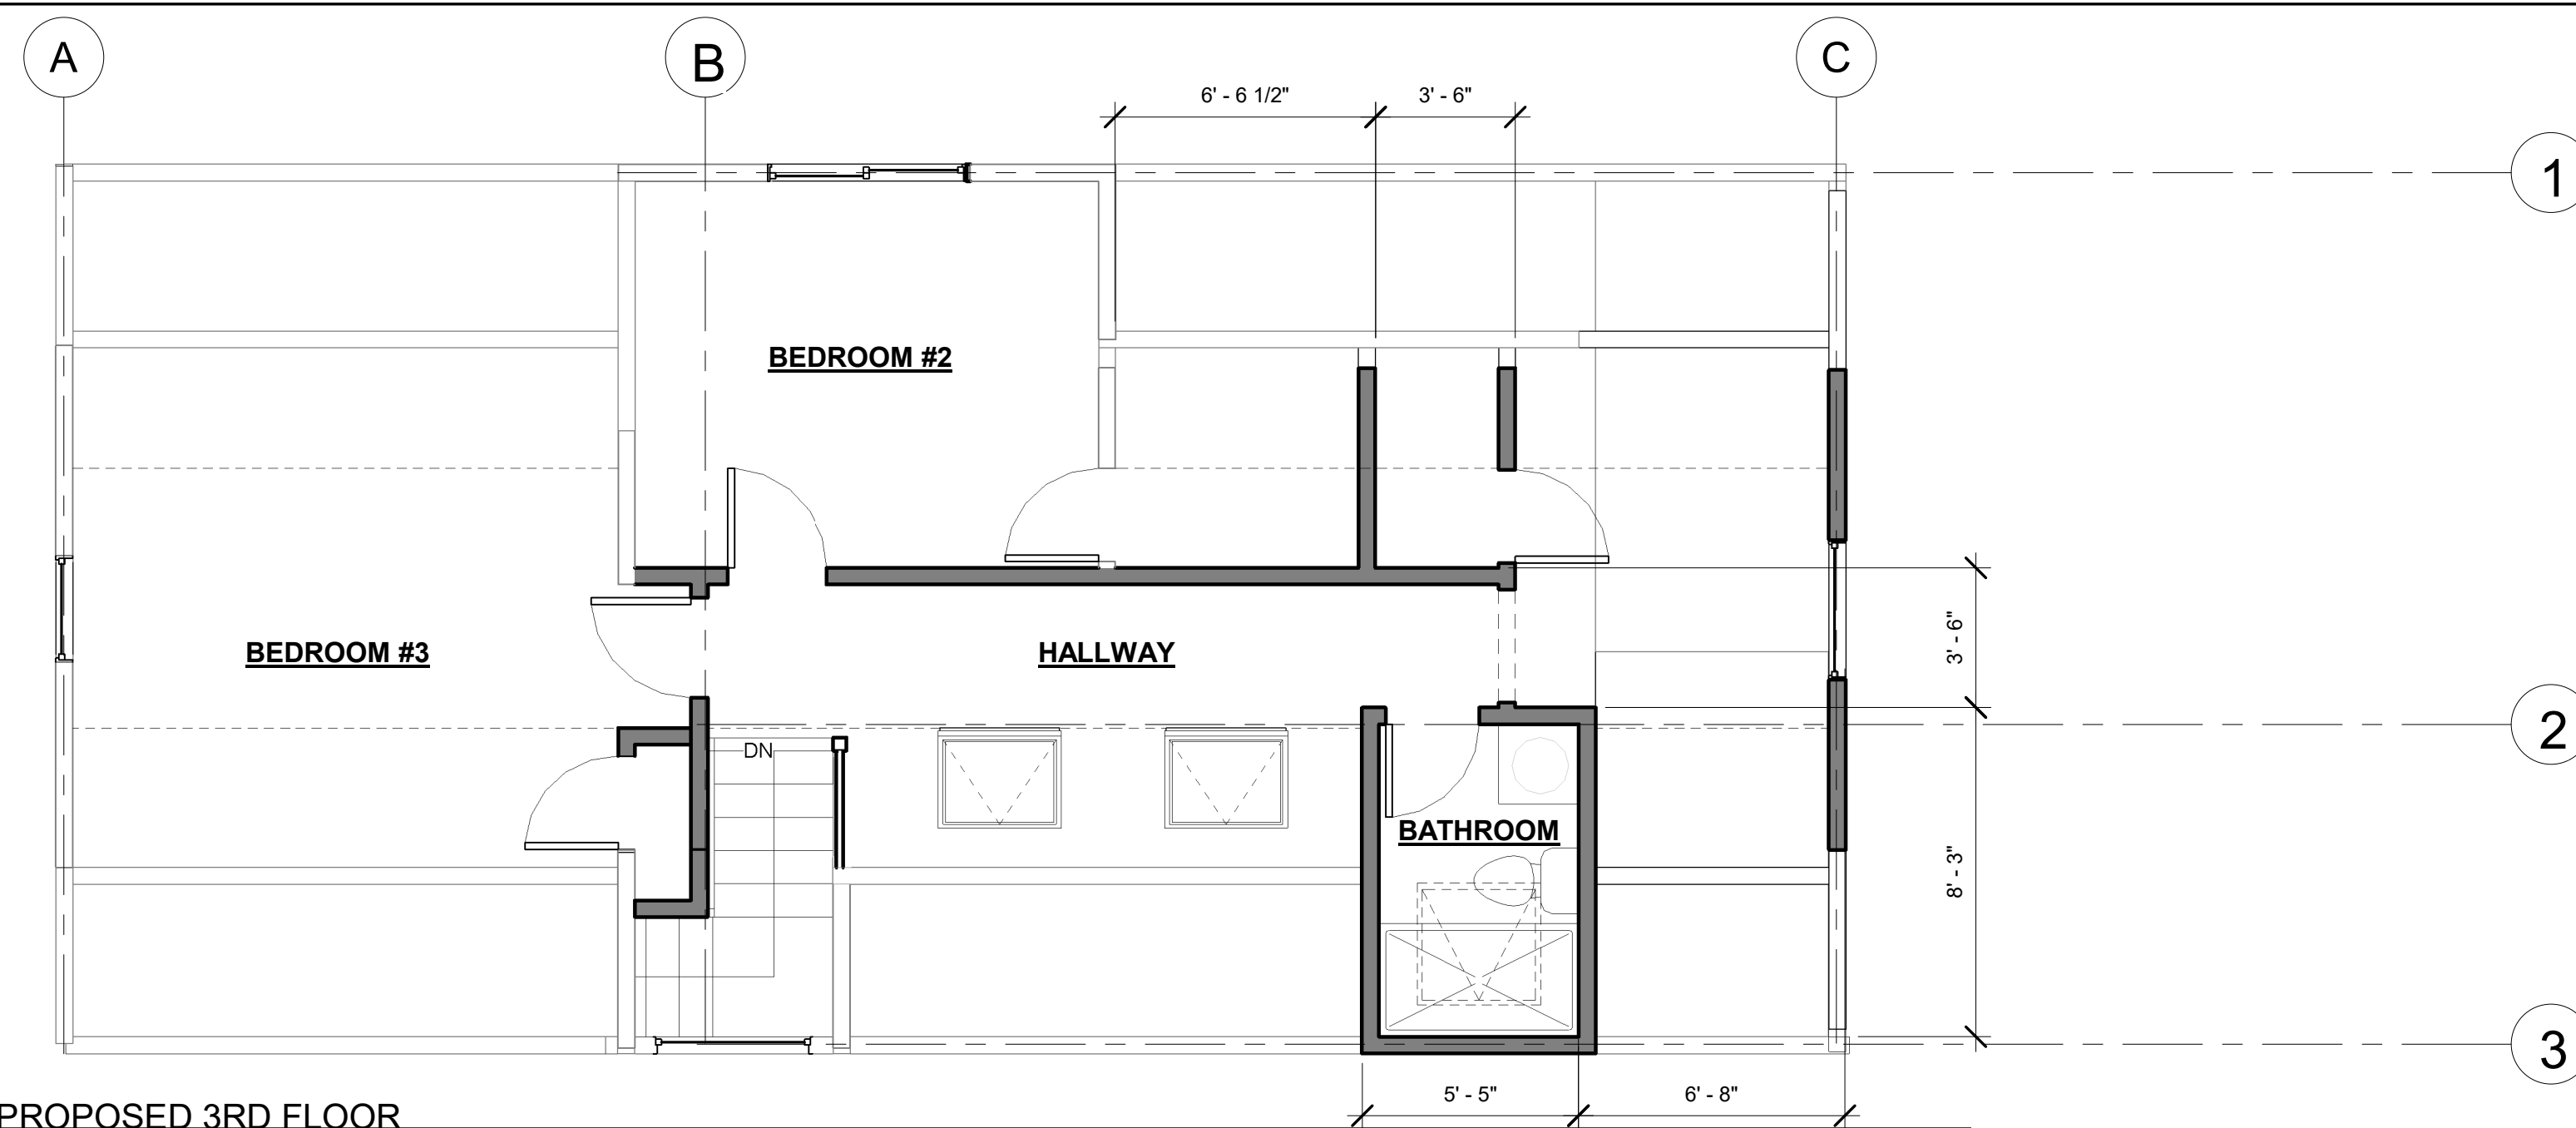 A
B
C
6' - 6 1/2"
3' - 6"
1
BEDROOM #2
BEDROOM #3
HALLWAY
3' - 6"
2
DN
BATHROOM
8' - 3"
3
5' - 5"
6' - 8"
PROPOSED 3RD FLOOR